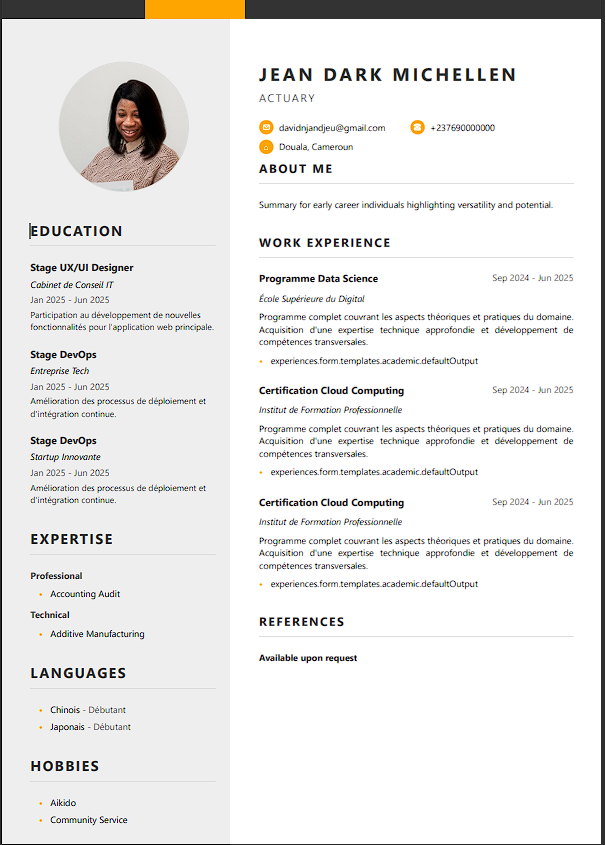 JEAN DARK MICHELLEN
ACTUARY
davidnjandjeu@gmail.com
+237690000000
Douala, Cameroun
ABOUT ME
Summary for early career individuals highlighting versatility and potential.
WORK EXPERIENCE
Programme Data Science
Sep 2024 - Jun 2025
École Supérieure du Digital
Programme complet couvrant les aspects théoriques et pratiques du domaine.
Acquisition d'une expertise technique approfondie et développement de
compétences transversales.
experiences.form.templates.academic.defaultOutput
Certification Cloud Computing
Sep 2024 - Jun 2025
Institut de Formation Professionnelle
Programme complet couvrant les aspects théoriques et pratiques du domaine.
Acquisition d'une expertise technique approfondie et développement de
compétences transversales.
experiences.form.templates.academic.defaultOutput
Certification Cloud Computing
Sep 2024 - Jun 2025
Institut de Formation Professionnelle
Programme complet couvrant les aspects théoriques et pratiques du domaine.
Acquisition d'une expertise technique approfondie et développement de
compétences transversales.
experiences.form.templates.academic.defaultOutput
REFERENCES
Available upon request
EDUCATION
Stage UX/UI Designer
Cabinet de Conseil IT
Jan 2025 - Jun 2025
Participation au développement de nouvelles
fonctionnalités pour l'application web principale.
Stage DevOps
Entreprise Tech
Jan 2025 - Jun 2025
Amélioration des processus de déploiement et
d'intégration continue.
Stage DevOps
Startup Innovante
Jan 2025 - Jun 2025
Amélioration des processus de déploiement et
d'intégration continue.
EXPERTISE
Professional
Accounting Audit
Technical
Additive Manufacturing
LANGUAGES
Chinois - Débutant
Japonais - Débutant
HOBBIES
Aikido
Community Service